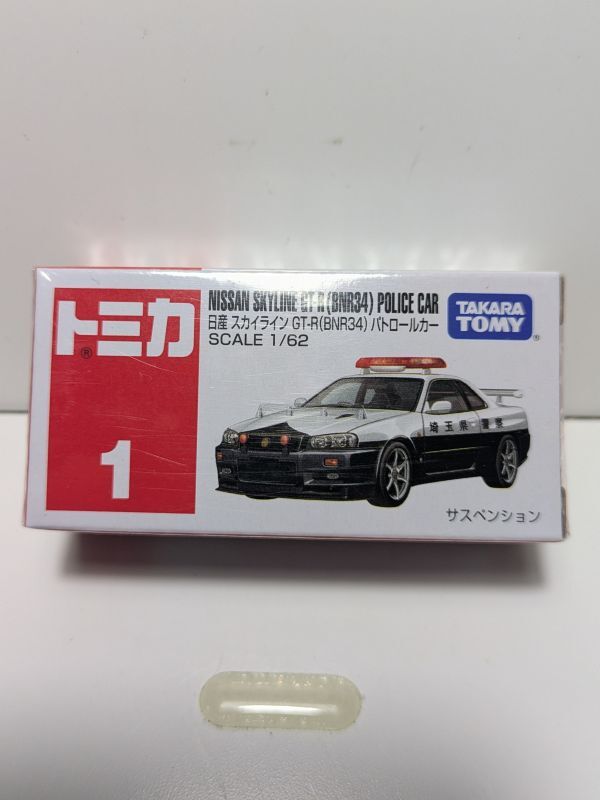 トミカ
®
1
NISSAN SKYLINE GT-R (BNR34) POLICE CAR
日産 スカイライン GT-R(BNR34) パトロールカー
SCALE 1/62
TAKARA
TOMY
®
埼玉県 警察
サスペンション